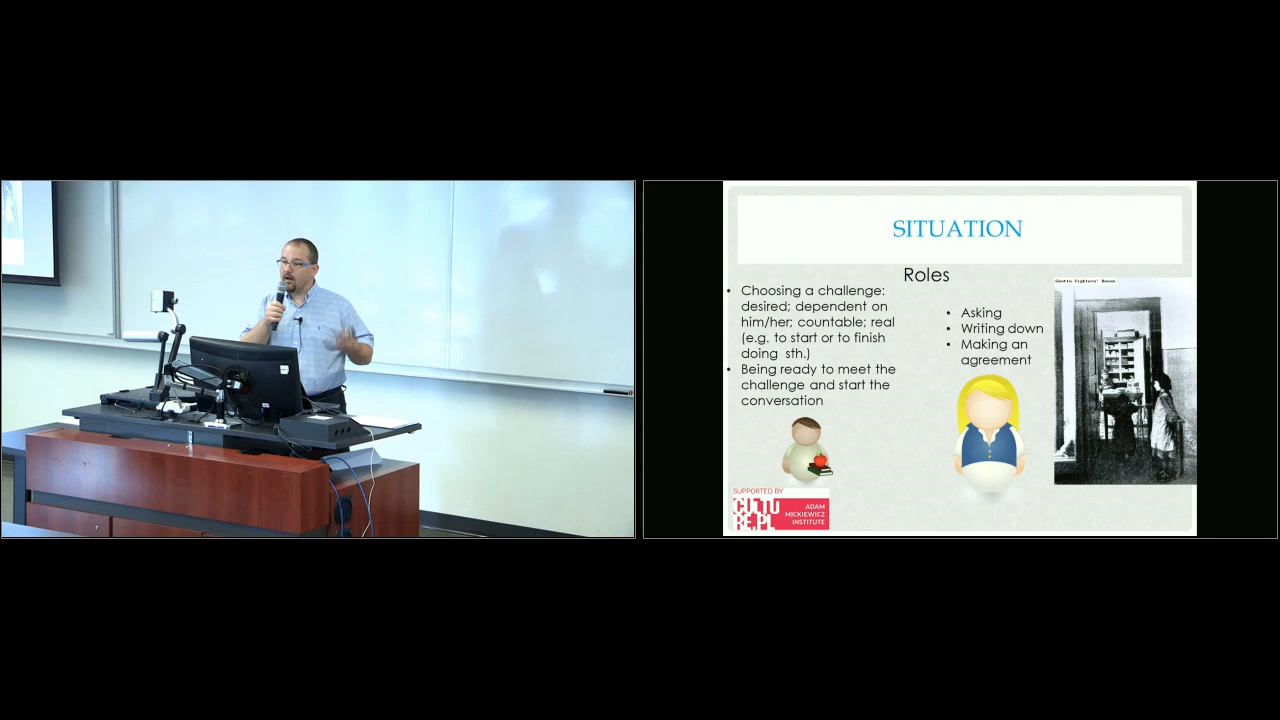 SITUATION
Roles
• Choosing a challenge:
desired; dependent on
him/her; countable; real
(e.g. to start or to finish
doing sth.)
• Being ready to meet the
challenge and start the
conversation
• Asking
• Writing down
• Making an
agreement
Ghetto Fighters' House
SUPPORTED BY
CULTU
RE.PL
ADAM
MICKIEWICZ
INSTITUTE